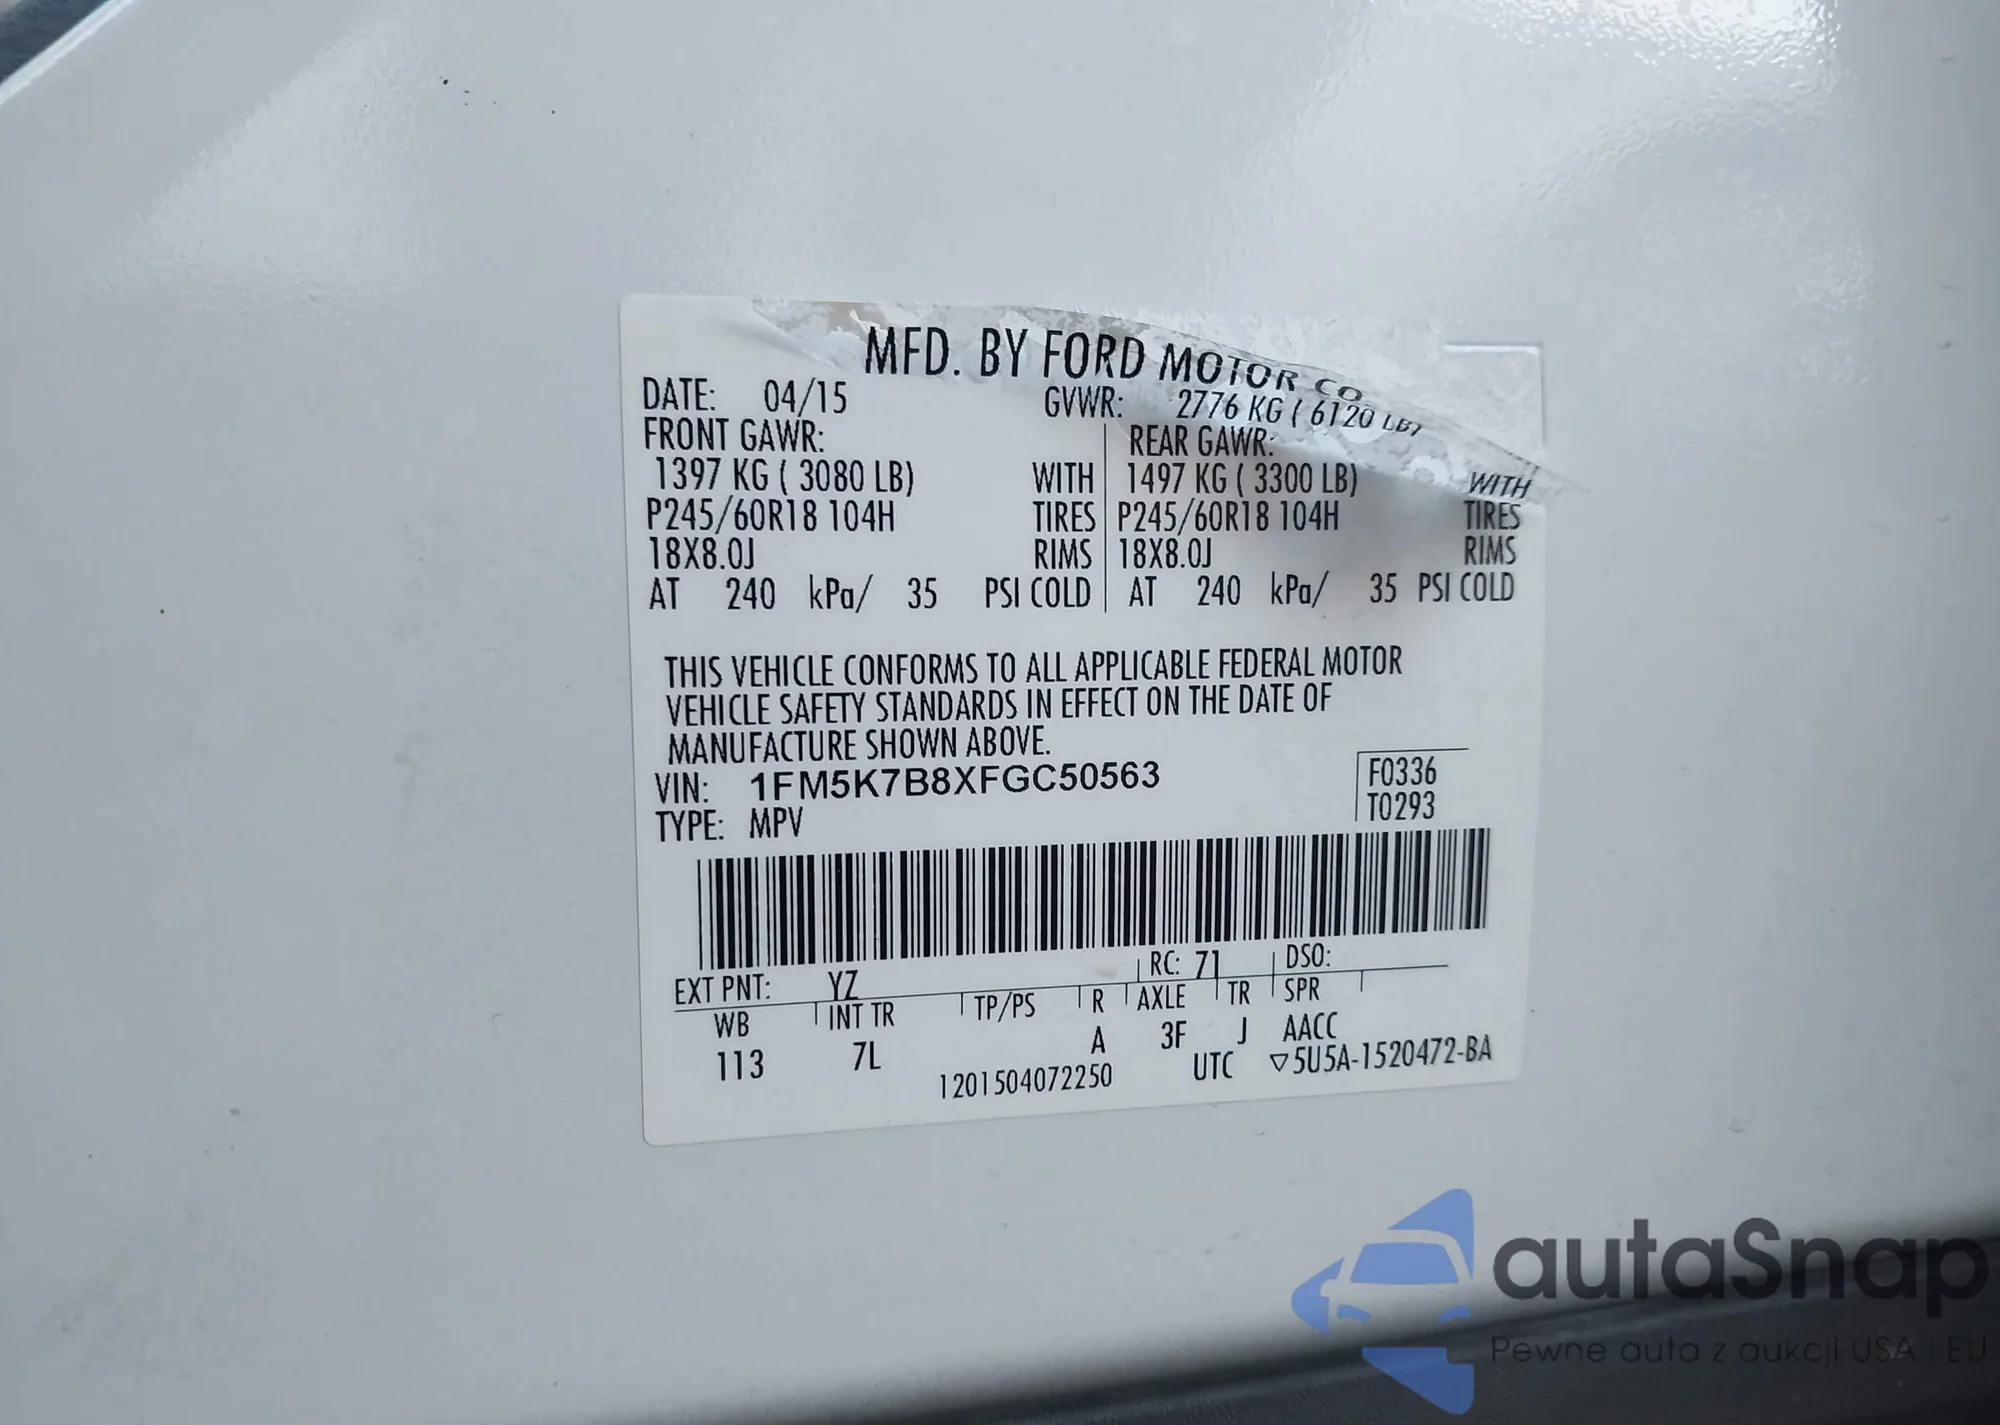 MFD. BY FORD MOTOR CO
DATE: 04/15 GVWR: 2776 KG ( 6120 LB)
FRONT GAWR: REAR GAWR:
1397 KG ( 3080 LB) WITH 1497 KG ( 3300 LB) WITH
P245/60R18 104H TIRES P245/60R18 104H TIRES
18X8.0J RIMS 18X8.0J RIMS
AT 240 kPa/ 35 PSI COLD AT 240 kPa/ 35 PSI COLD
THIS VEHICLE CONFORMS TO ALL APPLICABLE FEDERAL MOTOR
VEHICLE SAFETY STANDARDS IN EFFECT ON THE DATE OF
MANUFACTURE SHOWN ABOVE.
VIN: 1FM5K7B8XFGC50563 F0336
TYPE: MPV T0293
EXT PNT: YZ RC: 71 DSO:
WB INT TR TP/PS R AXLE TR SPR
113 7L A 3F J AACC
1201504072250 UTC ▽5U5A-1520472-BA
autaSnap
Pewne auta z aukcji USA i EU